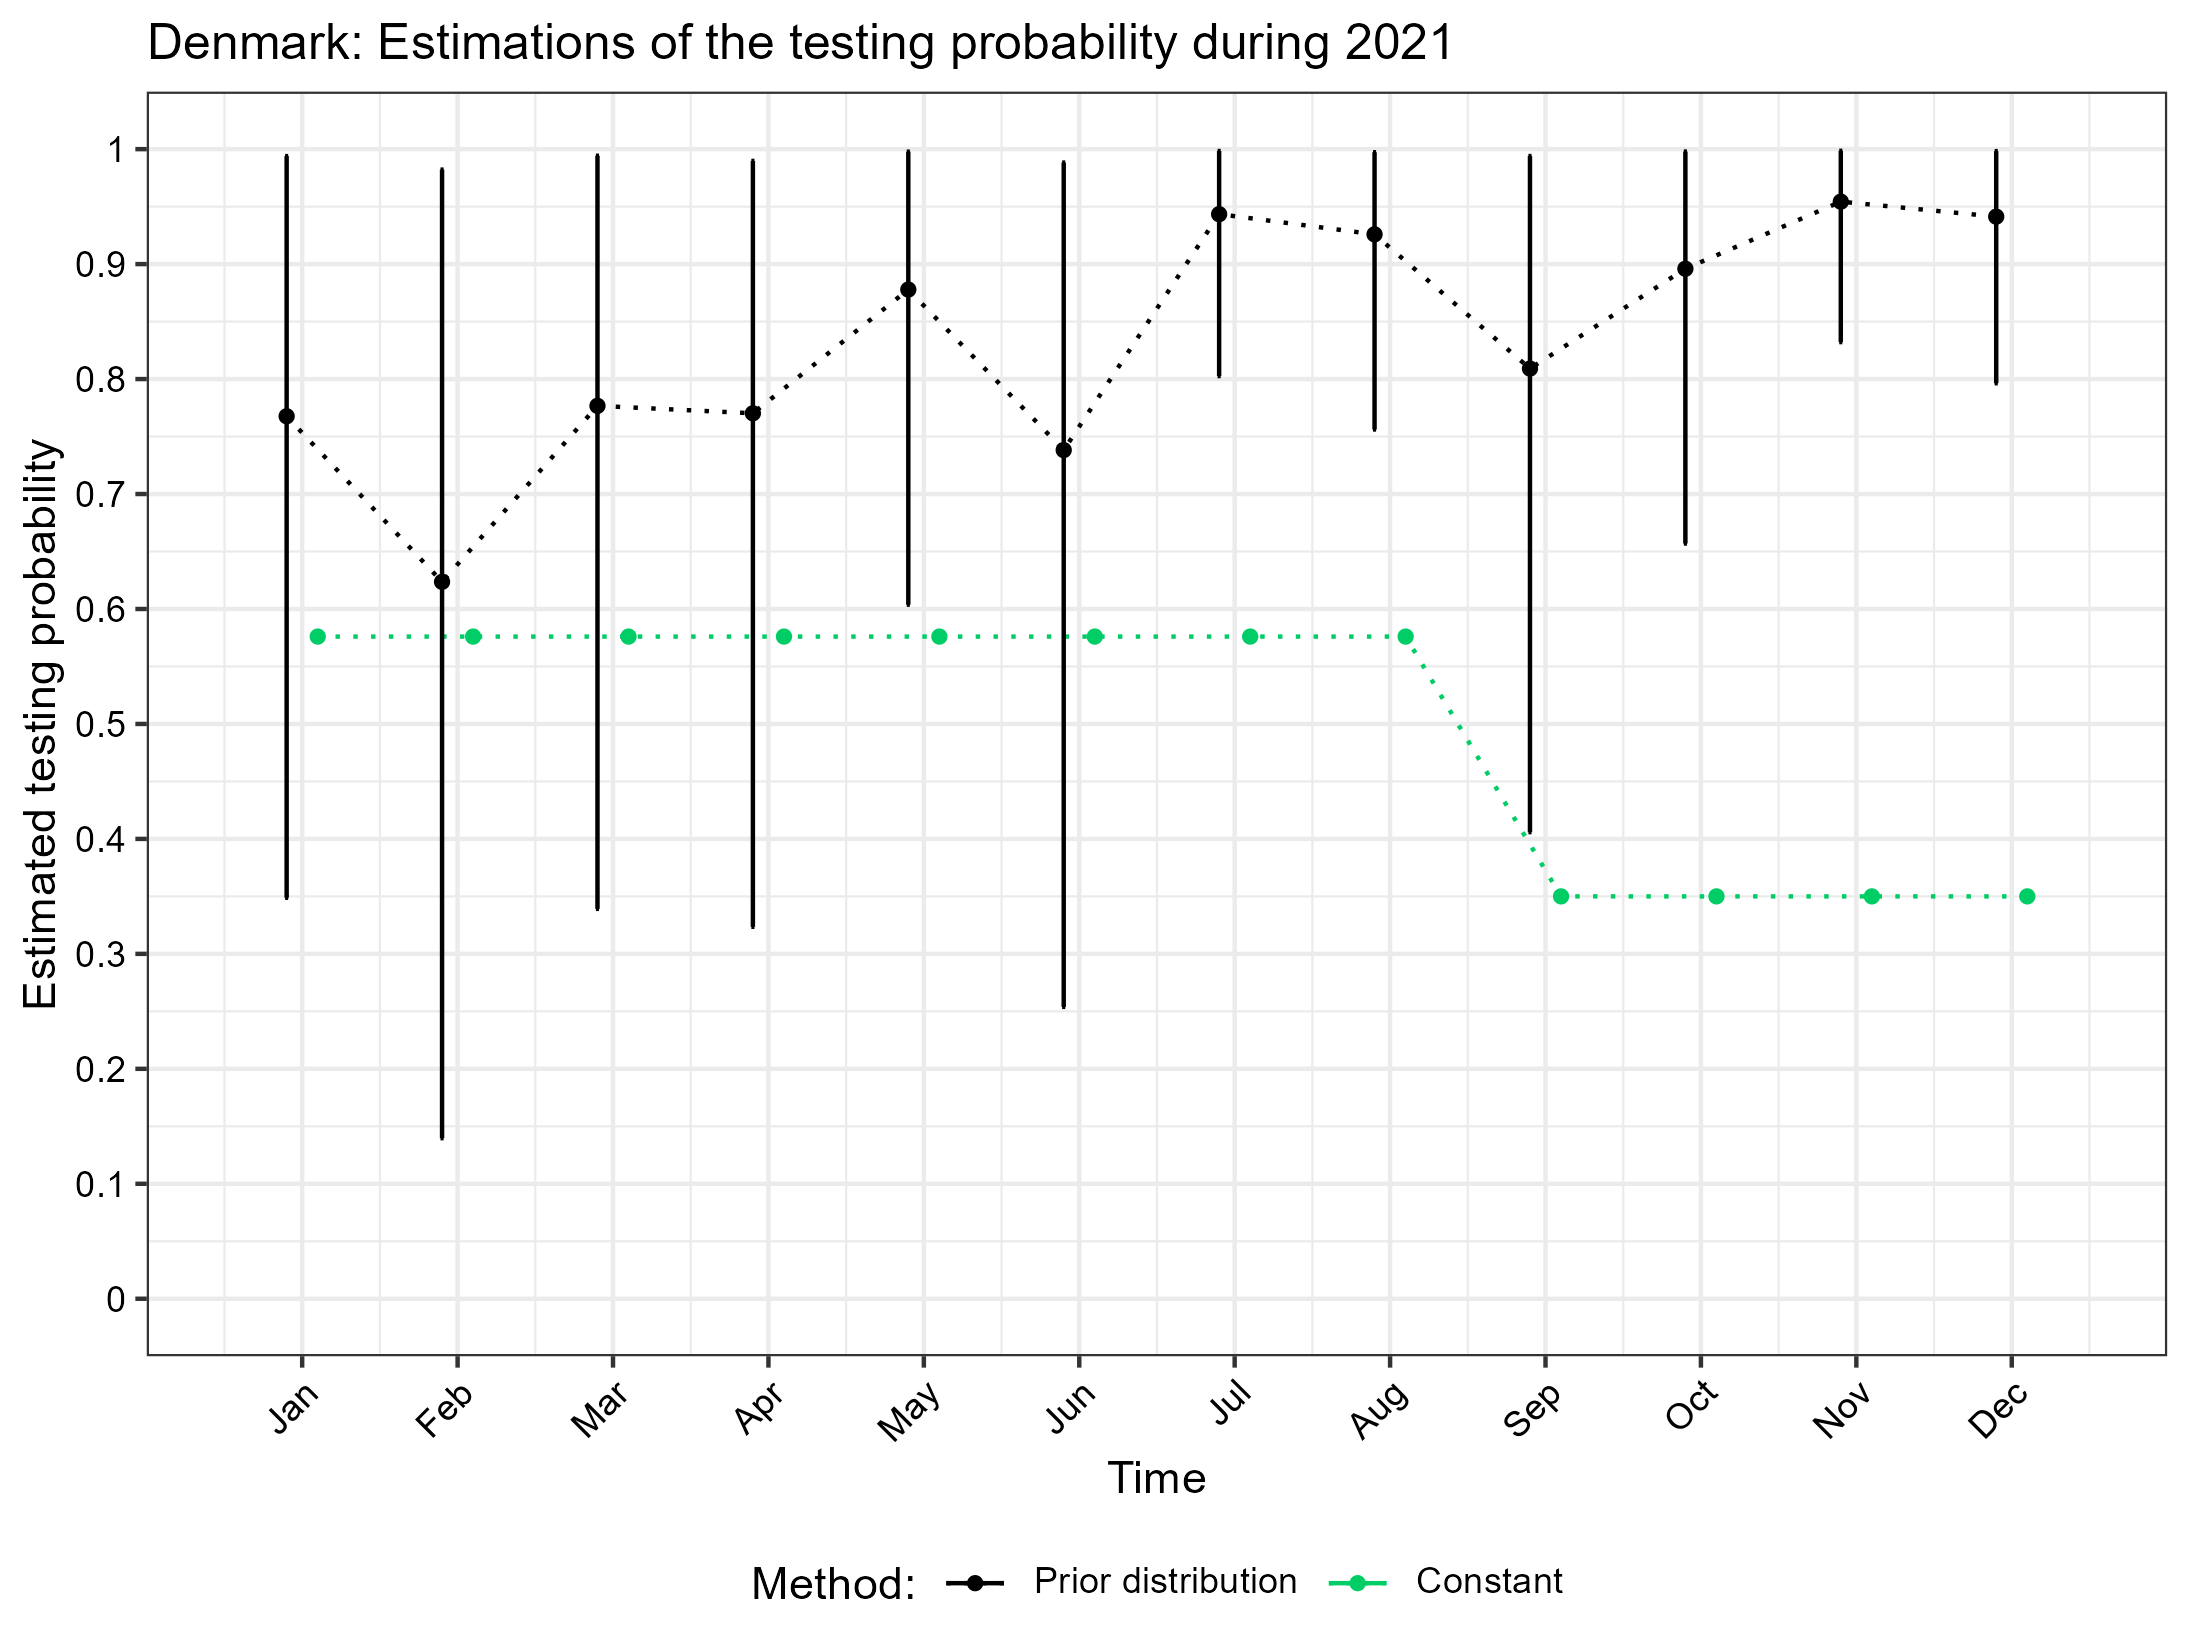 Denmark: Estimations of the testing probability during 2021
Estimated testing probability
1
0.9
0.8
0.7
0.6
0.5
0.4
0.3
0.2
0.1
0
Jan Feb Mar Apr May Jun Jul Aug Sep Oct Nov Dec
Time
Method: Prior distribution Constant